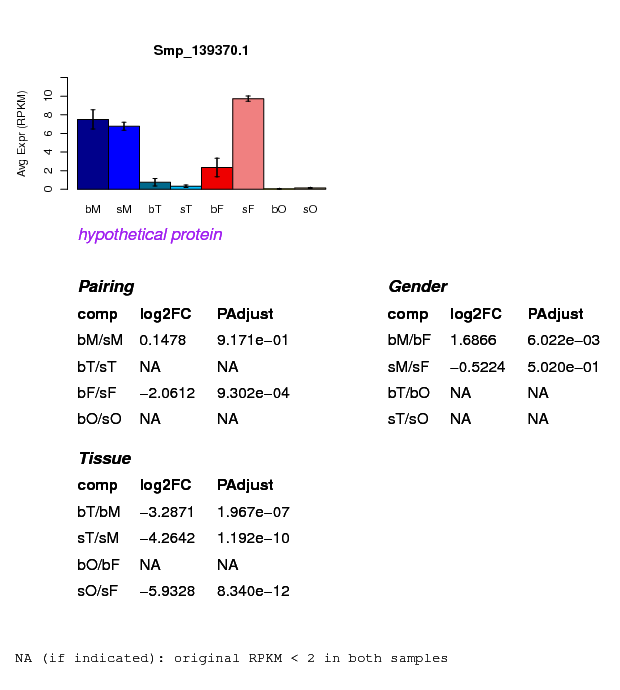 Smp_139370.1
Avg Expr (RPKM)
0 2 4 6 8 10
bM sM bT sT bF sF bO sO
hypothetical protein
Pairing
comp log2FC PAdjust
bM/sM 0.1478 9.171e−01
bT/sT NA NA
bF/sF −2.0612 9.302e−04
bO/sO NA NA
Gender
comp log2FC PAdjust
bM/bF 1.6866 6.022e−03
sM/sF −0.5224 5.020e−01
bT/bO NA NA
sT/sO NA NA
Tissue
comp log2FC PAdjust
bT/bM −3.2871 1.967e−07
sT/sM −4.2642 1.192e−10
bO/bF NA NA
sO/sF −5.9328 8.340e−12
NA (if indicated): original RPKM < 2 in both samples